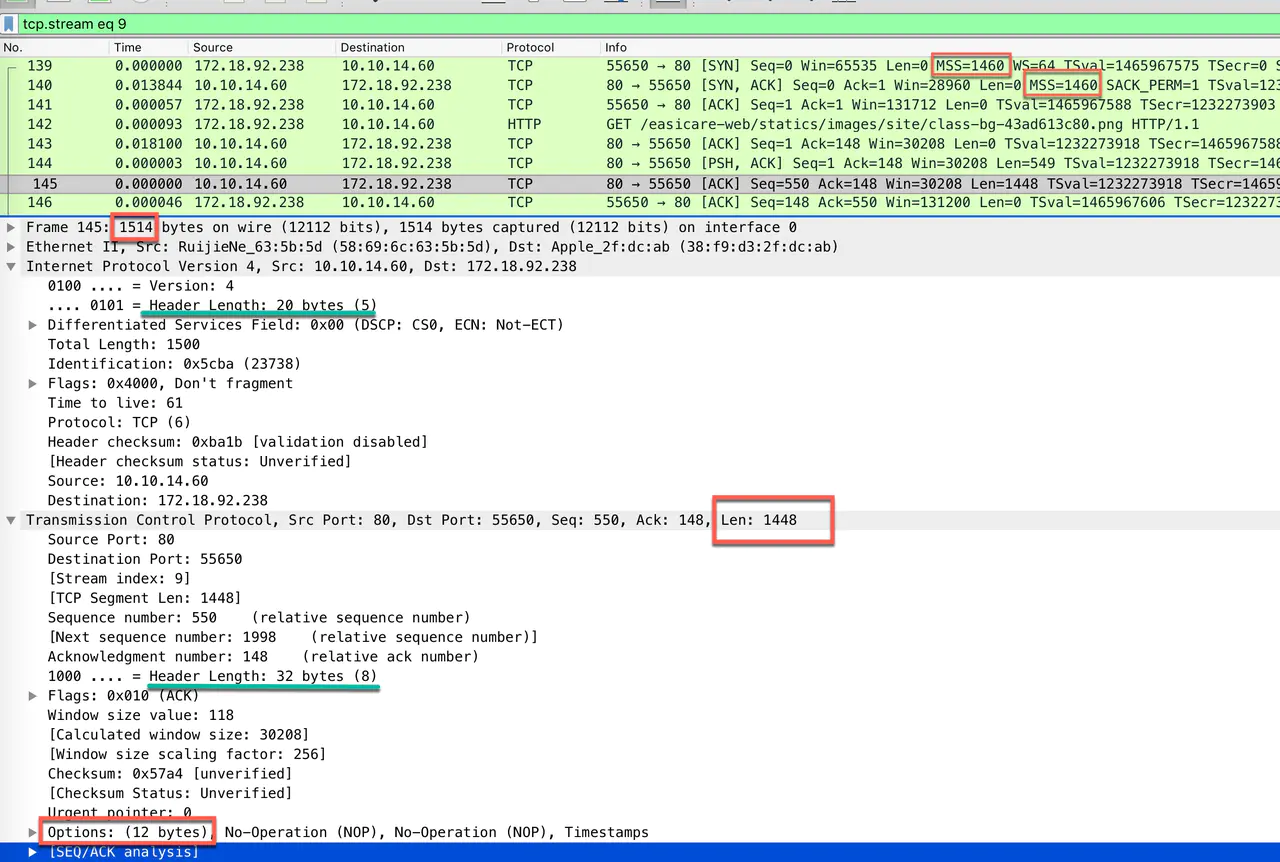 tcp.stream eq 9
No. Time Source Destination Protocol Info
139 0.000000 172.18.92.238 10.10.14.60 TCP 55650 → 80 [SYN] Seq=0 Win=65535 Len=0 MSS=1460 WS=64 TSval=1465967575 TSecr=0 S
140 0.013844 10.10.14.60 172.18.92.238 TCP 80 → 55650 [SYN, ACK] Seq=0 Ack=1 Win=28960 Len=0 MSS=1460 SACK_PERM=1 TSval=123
141 0.000057 172.18.92.238 10.10.14.60 TCP 55650 → 80 [ACK] Seq=1 Ack=1 Win=131712 Len=0 TSval=1465967588 TSecr=1232273903
142 0.000093 172.18.92.238 10.10.14.60 HTTP GET /easicare-web/statics/images/site/class-bg-43ad613c80.png HTTP/1.1
143 0.018100 10.10.14.60 172.18.92.238 TCP 80 → 55650 [ACK] Seq=1 Ack=148 Win=30208 Len=0 TSval=1232273918 TSecr=146596758
144 0.000003 10.10.14.60 172.18.92.238 TCP 80 → 55650 [PSH, ACK] Seq=1 Ack=148 Win=30208 Len=549 TSval=1232273918 TSecr=146
145 0.000000 10.10.14.60 172.18.92.238 TCP 80 → 55650 [ACK] Seq=550 Ack=148 Win=30208 Len=1448 TSval=1232273918 TSecr=14659
146 0.000046 172.18.92.238 10.10.14.60 TCP 55650 → 80 [ACK] Seq=148 Ack=550 Win=131200 Len=0 TSval=1465967606 TSecr=1232273
Frame 145: 1514 bytes on wire (12112 bits), 1514 bytes captured (12112 bits) on interface 0
Ethernet II, Src: RuijieNe_63:5b:5d (58:69:6c:63:5b:5d), Dst: Apple_2f:dc:ab (38:f9:d3:2f:dc:ab)
Internet Protocol Version 4, Src: 10.10.14.60, Dst: 172.18.92.238
0100 .... = Version: 4
.... 0101 = Header Length: 20 bytes (5)
Differentiated Services Field: 0x00 (DSCP: CS0, ECN: Not-ECT)
Total Length: 1500
Identification: 0x5cba (23738)
Flags: 0x4000, Don't fragment
Time to live: 61
Protocol: TCP (6)
Header checksum: 0xba1b [validation disabled]
[Header checksum status: Unverified]
Source: 10.10.14.60
Destination: 172.18.92.238
Transmission Control Protocol, Src Port: 80, Dst Port: 55650, Seq: 550, Ack: 148, Len: 1448
Source Port: 80
Destination Port: 55650
[Stream index: 9]
[TCP Segment Len: 1448]
Sequence number: 550 (relative sequence number)
[Next sequence number: 1998 (relative sequence number)]
Acknowledgment number: 148 (relative ack number)
1000 .... = Header Length: 32 bytes (8)
Flags: 0x010 (ACK)
Window size value: 118
[Calculated window size: 30208]
[Window size scaling factor: 256]
Checksum: 0x57a4 [unverified]
[Checksum Status: Unverified]
Urgent pointer: 0
Options: (12 bytes), No-Operation (NOP), No-Operation (NOP), Timestamps
[SEQ/ACK analysis]